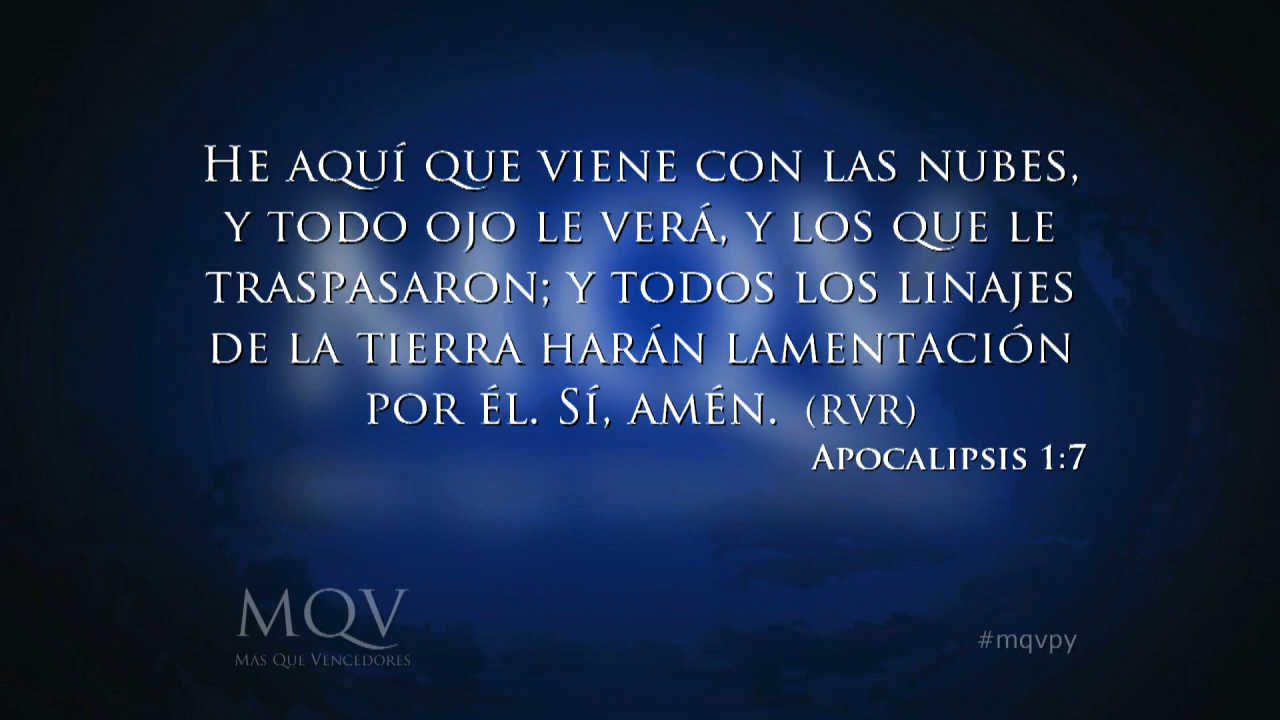 He aquí que viene con las nubes,
y todo ojo le verá, y los que le
traspasaron; y todos los linajes
de la tierra harán lamentación
por él. Sí, amén. (RVR)
Apocalipsis 1:7
MQV
Más Que Vencedores
#mqvpy